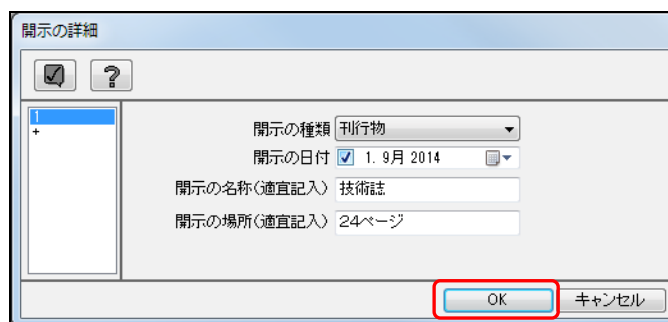 開示の詳細
?
1
+
開示の種類 刊行物
開示の日付 1. 9月 2014
開示の名称(適宜記入) 技術誌
開示の場所(適宜記入) 24ページ
OK キャンセル